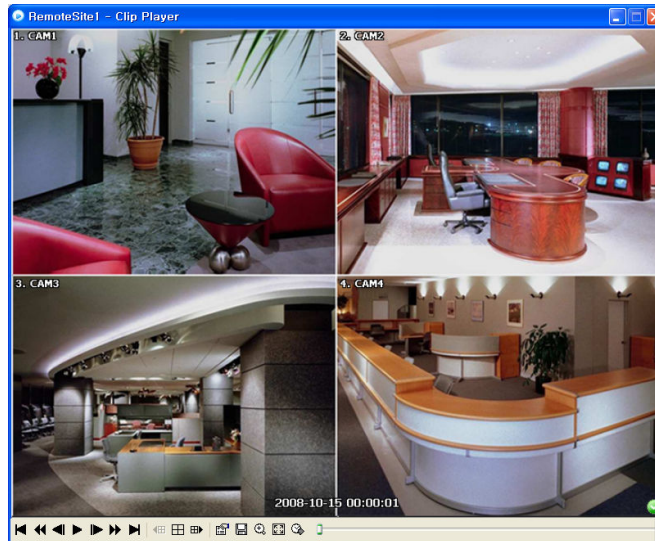 RemoteSite1 - Clip Player
1. CAM1
2. CAM2
3. CAM3
4. CAM4
2008-10-15 00:00:01